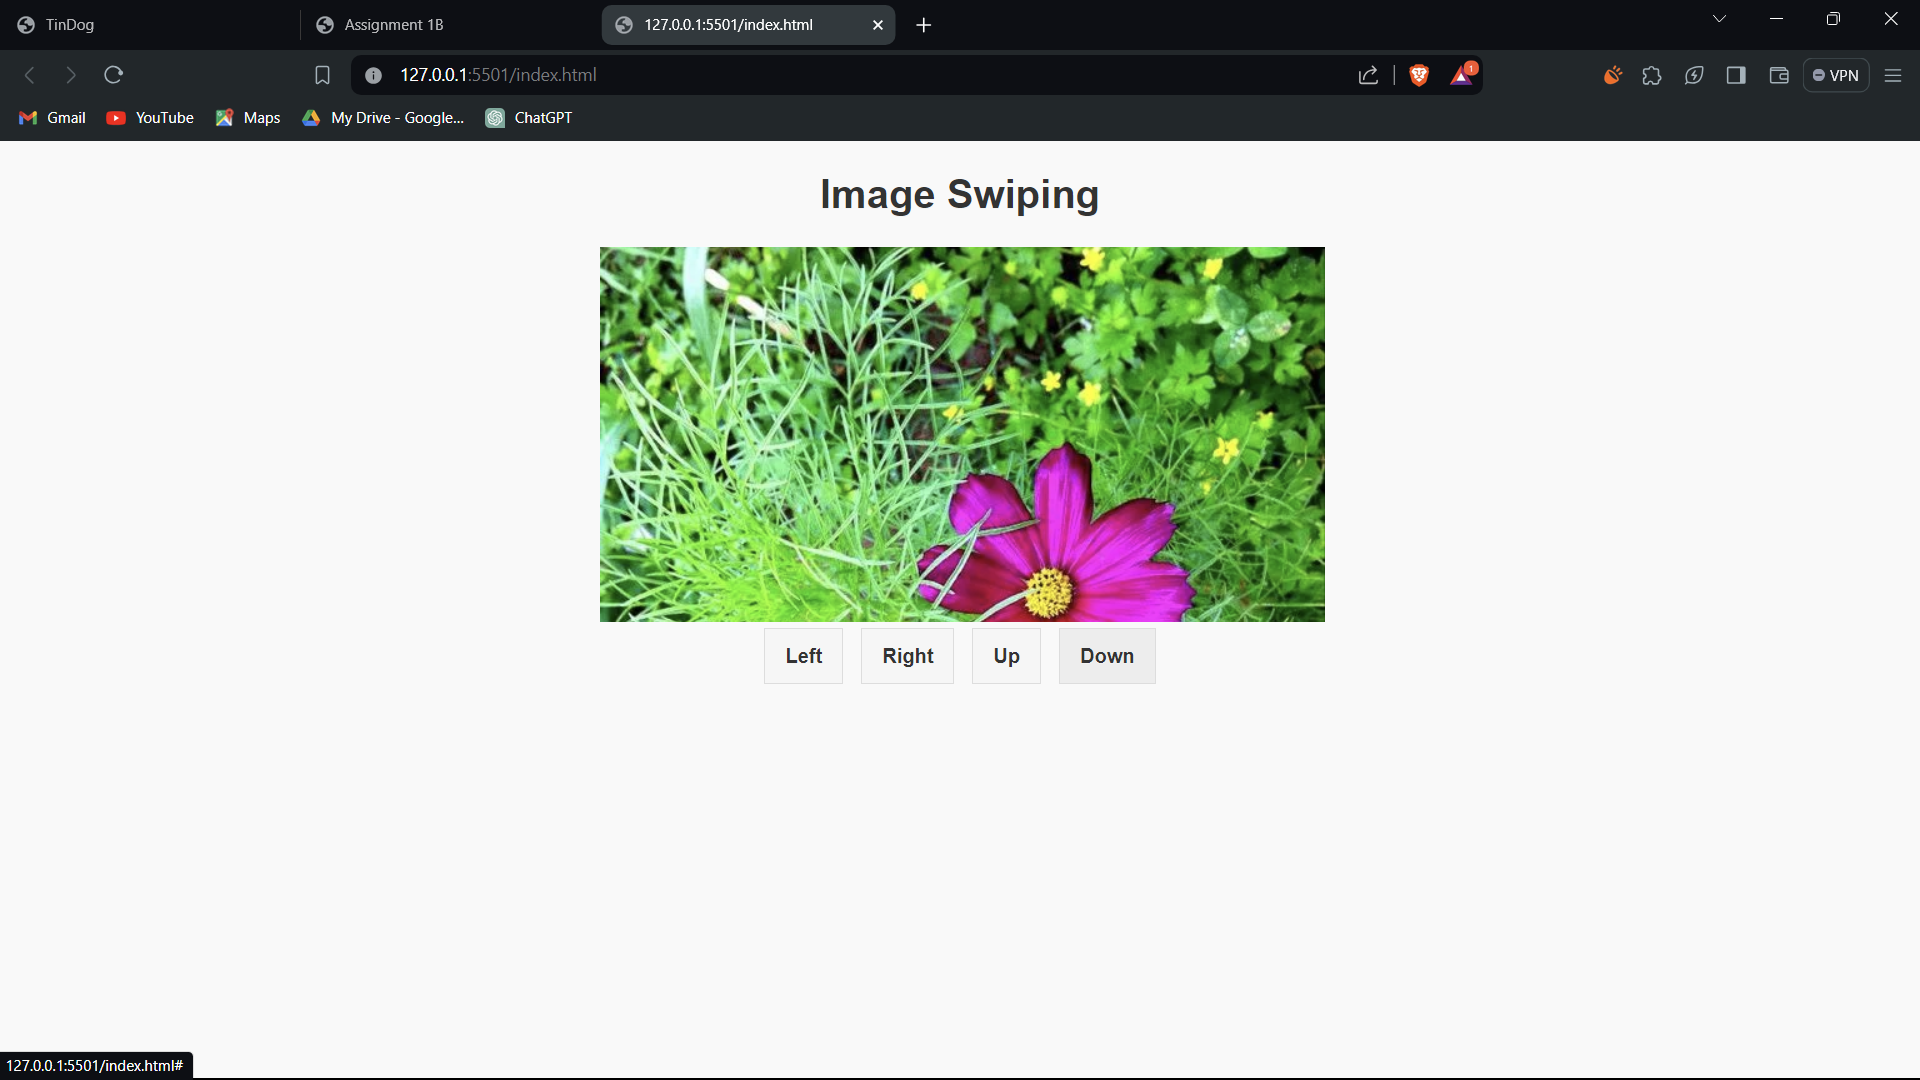 TinDog
Assignment 1B
127.0.0.1:5501/index.html
127.0.0.1:5501/index.html
1
VPN
Gmail
YouTube
Maps
My Drive - Google...
ChatGPT
Image Swiping
Left
Right
Up
Down
127.0.0.1:5501/index.html#